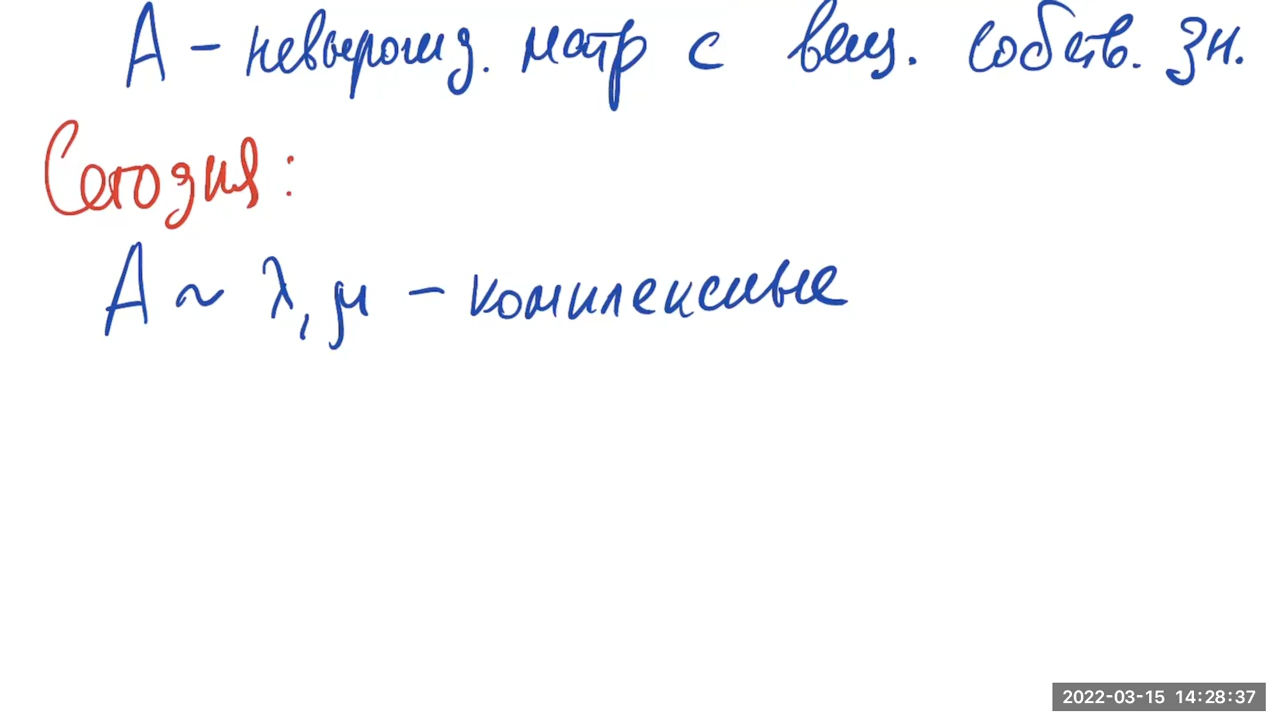 A - невырожд. матр с вещ. собств. зн.
Сегодня:
A ~ λ, μ - комплексные
2022-03-15 14:28:37